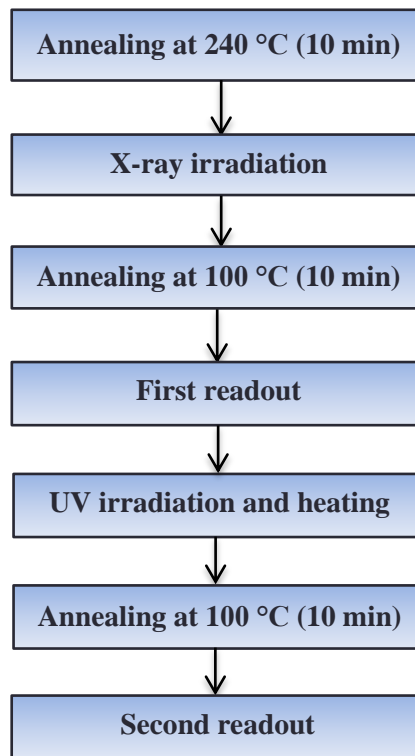 Annealing at 240 °C (10 min)
X-ray irradiation
Annealing at 100 °C (10 min)
First readout
UV irradiation and heating
Annealing at 100 °C (10 min)
Second readout